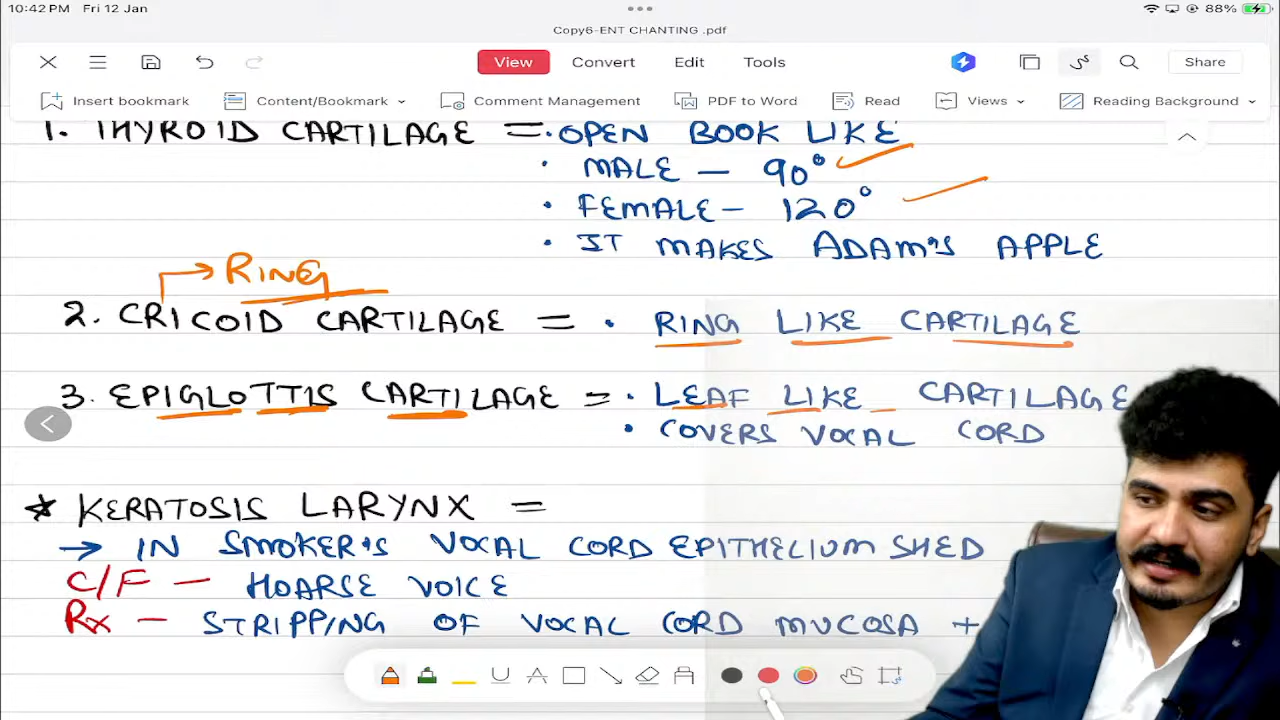 10:42 PM Fri 12 Jan 88%
Copy6-ENT CHANTING .pdf
View Convert Edit Tools Share
Insert bookmark Content/Bookmark Comment Management PDF to Word Read Views Reading Background
1. THYROID CARTILAGE = • OPEN BOOK LIKE
• MALE — 90°
• FEMALE — 120°
• IT MAKES ADAM'S APPLE
→ RING
2. CRICOID CARTILAGE = • RING LIKE CARTILAGE
3. EPIGLOTTIS CARTILAGE = • LEAF LIKE CARTILAGE
• COVERS VOCAL CORD
* KERATOSIS LARYNX =
→ IN SMOKER'S VOCAL CORD EPITHELIUM SHED
C/F — HOARSE VOICE
Rx — STRIPPING OF VOCAL CORD MUCOSA +